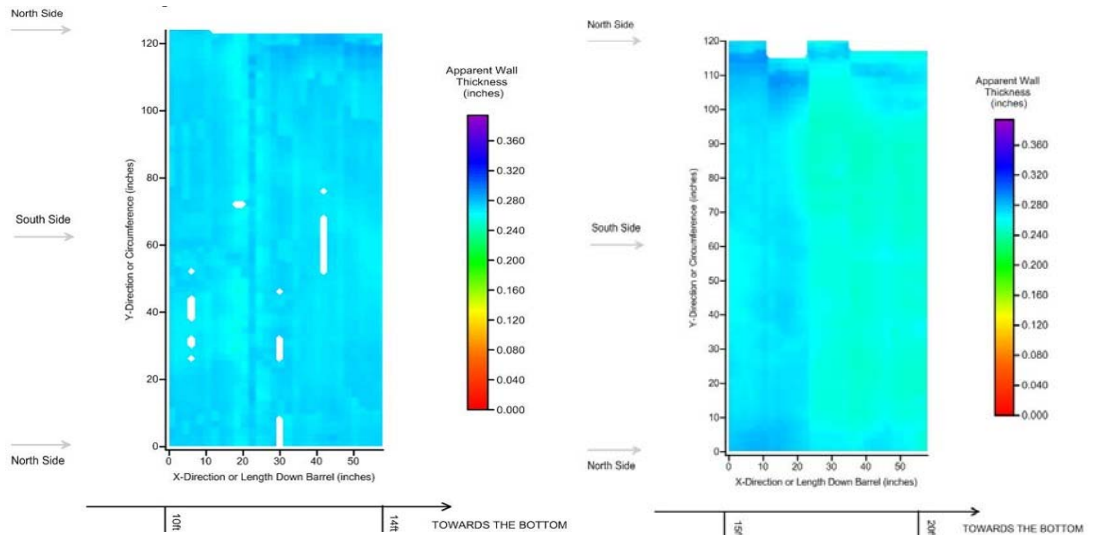 North Side
120
100
80
60
40
20
0
Y-Direction or Circumference (inches)
South Side
North Side
0 10 20 30 40 50
X-Direction or Length Down Barrel (inches)
10ft
14ft
TOWARDS THE BOTTOM
Apparent Wall
Thickness
(inches)
0.360
0.320
0.280
0.240
0.200
0.160
0.120
0.080
0.040
0.000
North Side
120
110
100
90
80
70
60
50
40
30
20
10
0
Y-Direction or Circumference (inches)
South Side
North Side
0 10 20 30 40 50
X-Direction or Length Down Barrel (inches)
TOWARDS THE BOTTOM
Apparent Wall
Thickness
(inches)
0.360
0.320
0.280
0.240
0.200
0.160
0.120
0.080
0.040
0.000